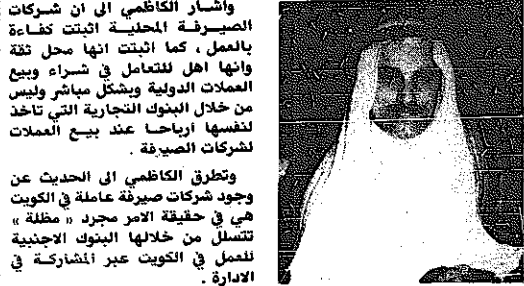 واشار الكاظمي الى ان شركات
الصيرفة المحلية اثبتت كفاءة
بالعمل ، كما اثبتت انها محل ثقة
وانها اهل للتعامل في شراء وبيع
العملات الدولية وبشكل مباشر وليس
من خلال البنوك التجارية التي تاخذ
لنفسها أرباحا عند بيع العملات
لشركات الصيرفة .
وتطرق الكاظمي الى الحديث عن
وجود شركات صيرفة عاملة في الكويت
هي في حقيقة الامر مجرد « مظلة »
تتسلل من خلالها البنوك الاجنبية
للعمل في الكويت عبر المشاركة في
الادارة .